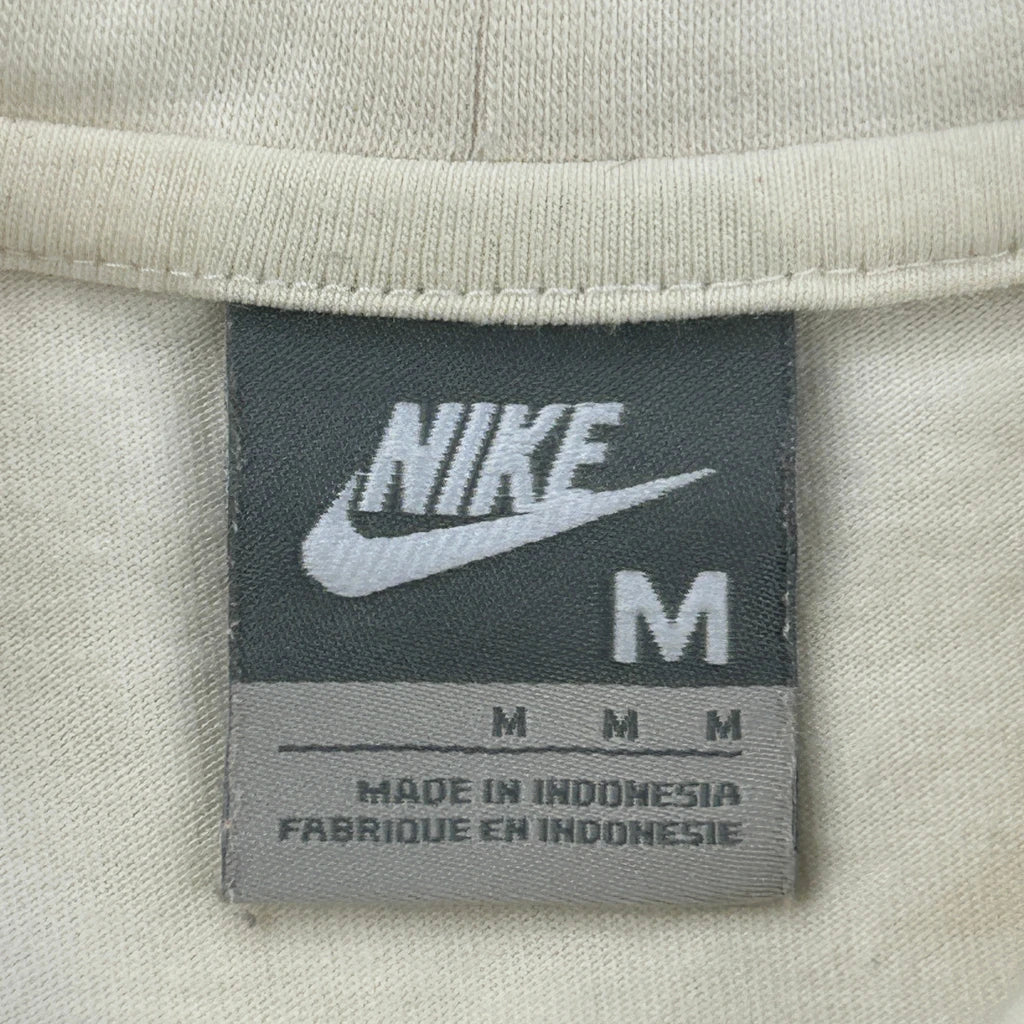 NIKE
M
M M M
MADE IN INDONESIA
FABRIQUE EN INDONESIE